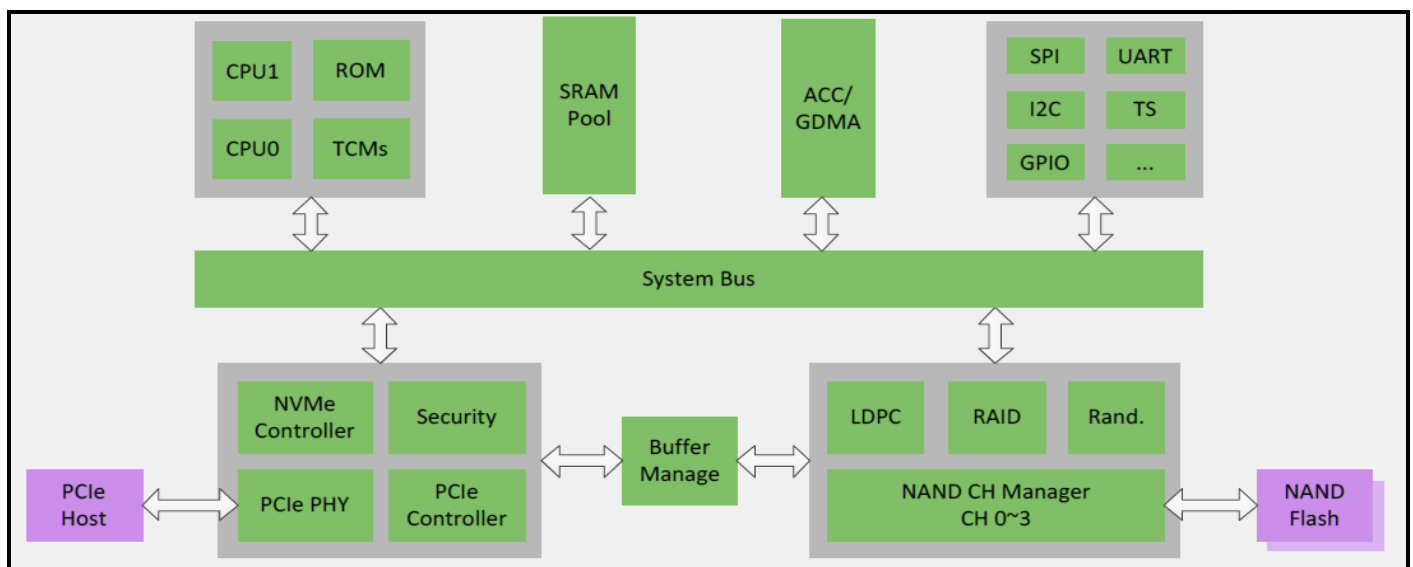 CPU1
ROM
CPU0
TCMs
SRAM
Pool
ACC/
GDMA
SPI
UART
I2C
TS
GPIO
...
System Bus
NVMe
Controller
Security
PCIe PHY
PCIe
Controller
Buffer
Manage
LDPC
RAID
Rand.
NAND CH Manager
CH 0~3
PCIe
Host
NAND
Flash